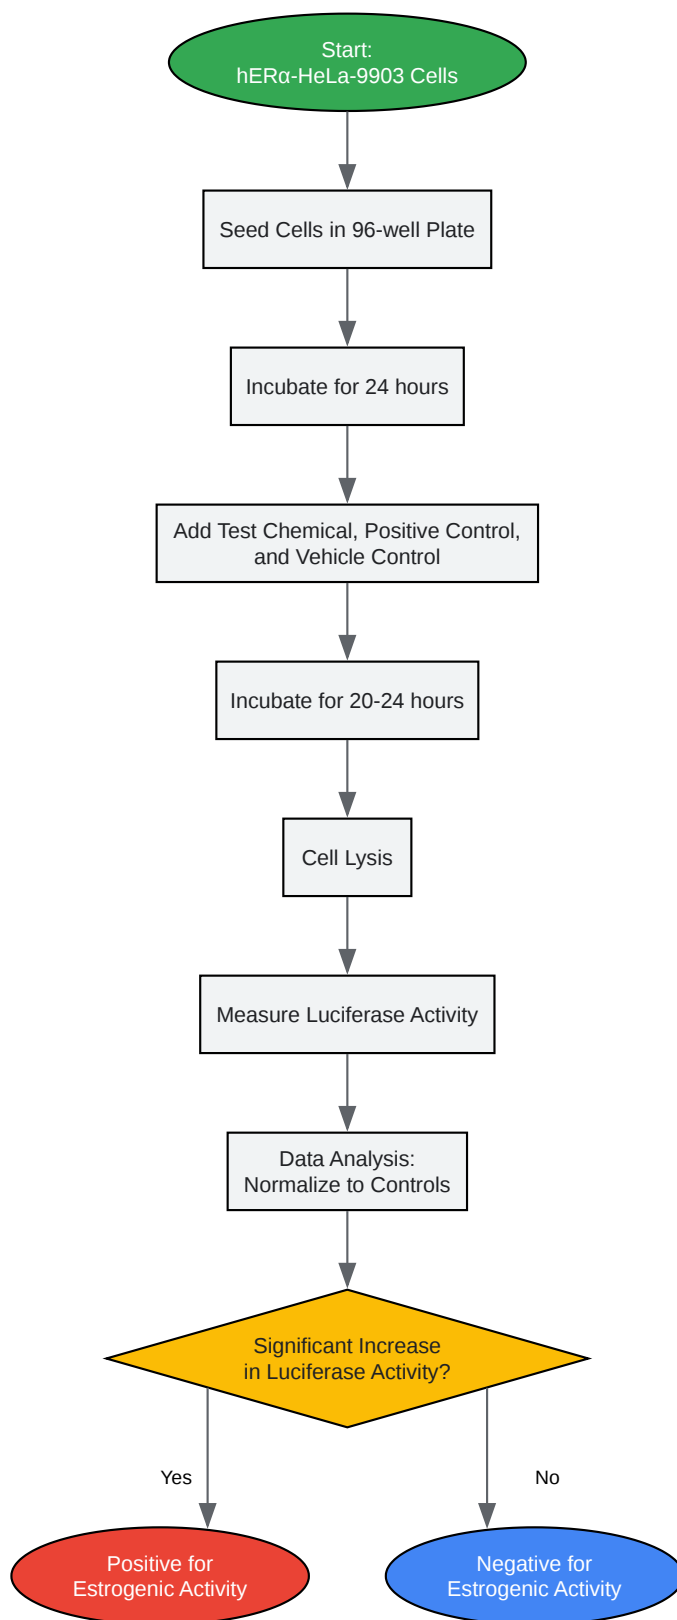 Start:
hERα-HeLa-9903 Cells
Seed Cells in 96-well Plate
Incubate for 24 hours
Add Test Chemical, Positive Control,
and Vehicle Control
Incubate for 20-24 hours
Cell Lysis
Measure Luciferase Activity
Data Analysis:
Normalize to Controls
Significant Increase
in Luciferase Activity?
Yes
No
Positive for
Estrogenic Activity
Negative for
Estrogenic Activity